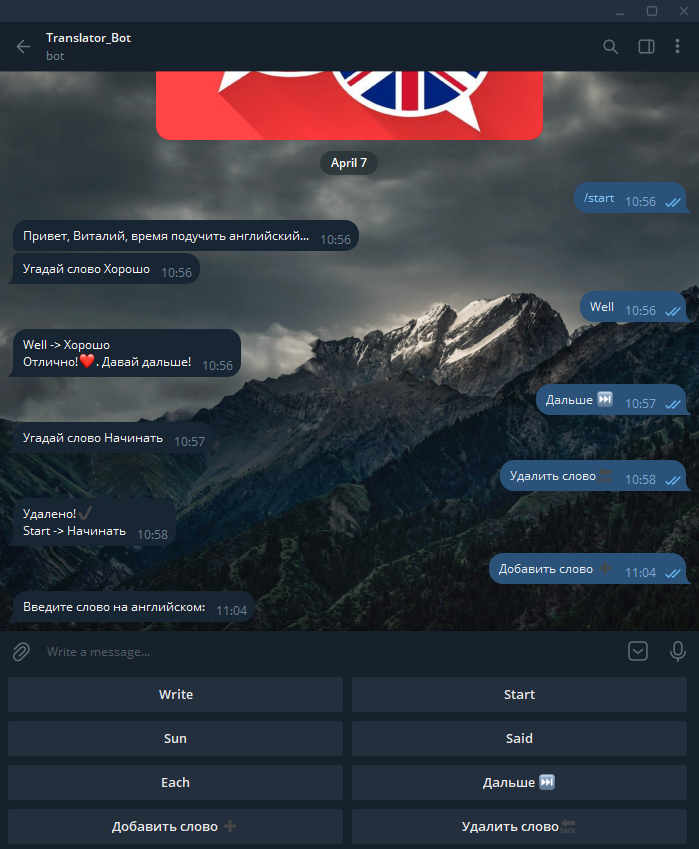 Translator_Bot
bot
April 7
/start 10:56
Привет, Виталий, время подучить английский... 10:56
Угадай слово Хорошо 10:56
Well 10:56
Well -> Хорошо
Отлично!❤️. Давай дальше! 10:56
Дальше ⏭️ 10:57
Угадай слово Начинать 10:57
Удалить слово 🔙 10:58
Удалено!✔️
Start -> Начинать 10:58
Добавить слово ➕ 11:04
Введите слово на английском: 11:04
Write a message...
Write Start
Sun Said
Each Дальше ⏭️
Добавить слово ➕ Удалить слово🔙